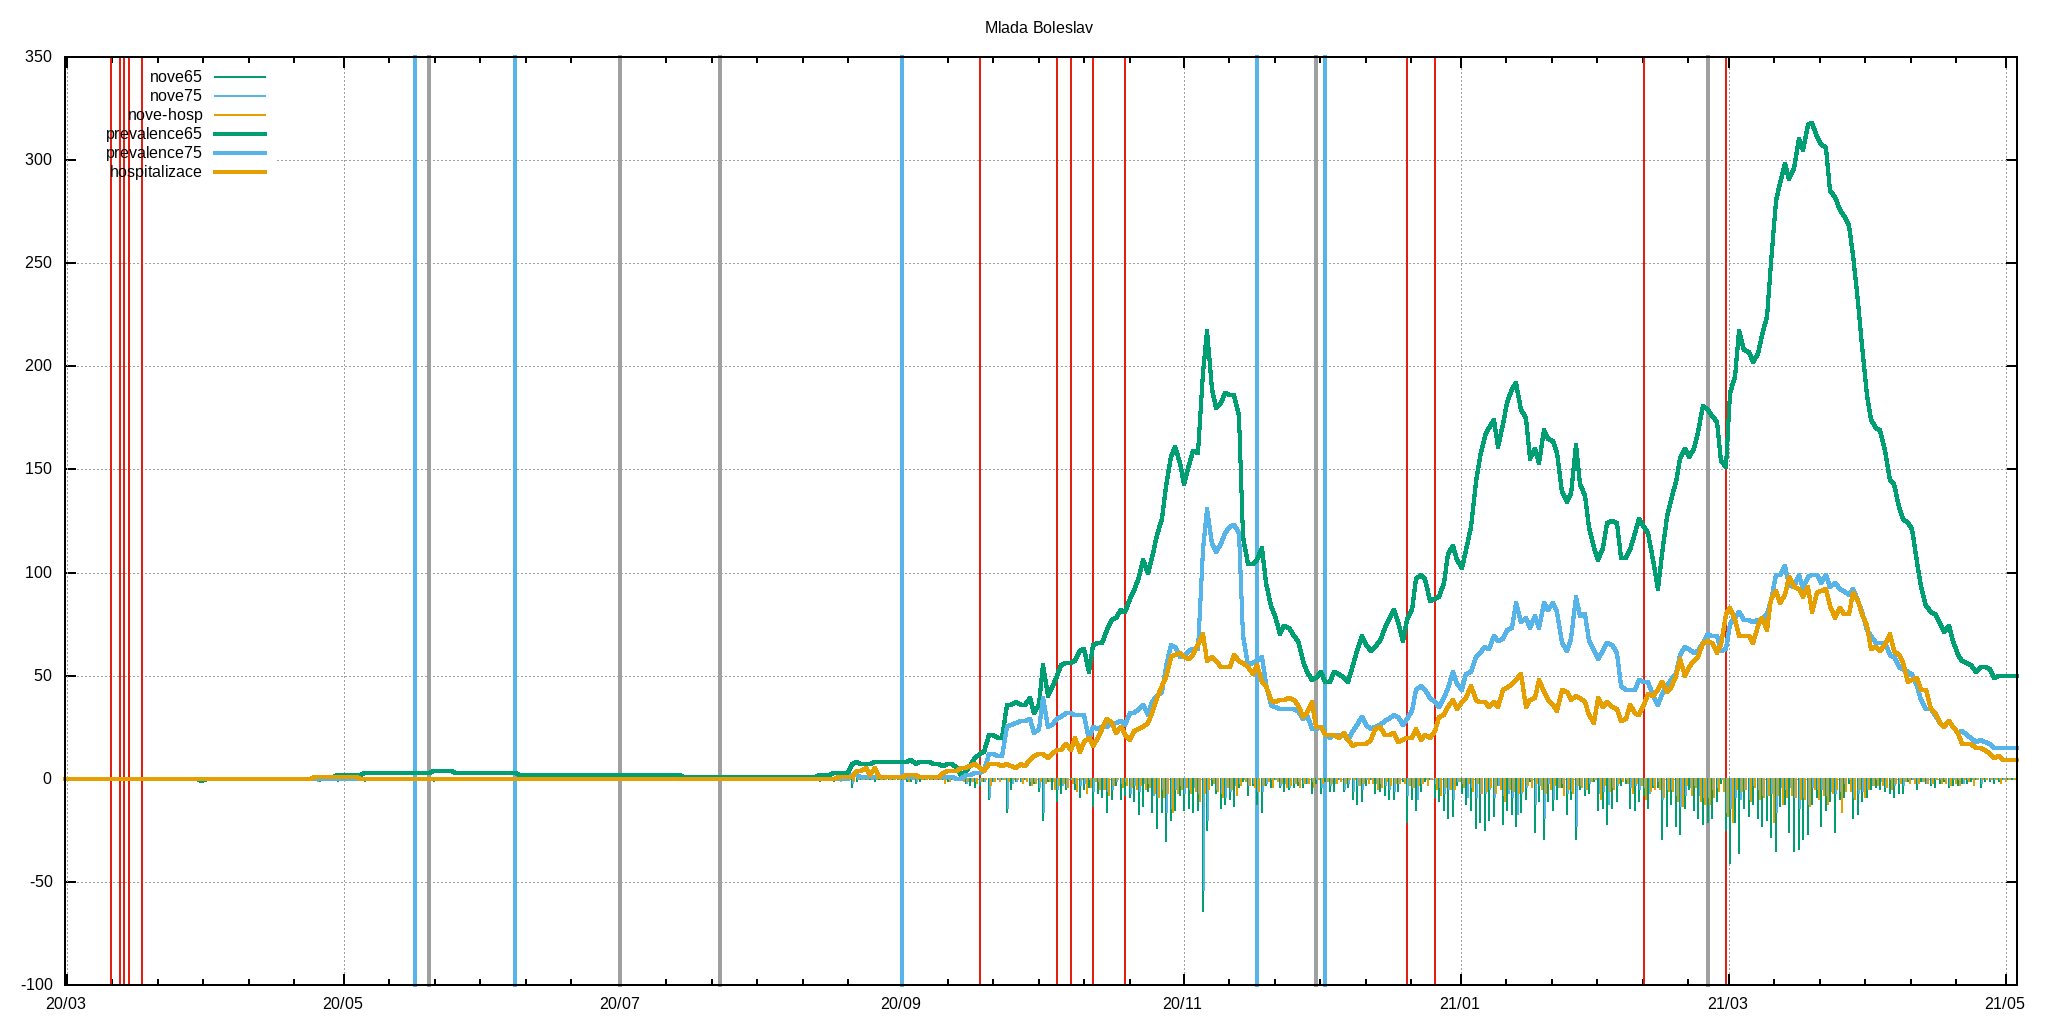 Mlada Boleslav
350
300
250
200
150
100
50
0
-50
-100
nove65
nove75
nove-hosp
prevalence65
prevalence75
hospitalizace
20/03 20/05 20/07 20/09 20/11 21/01 21/03 21/05